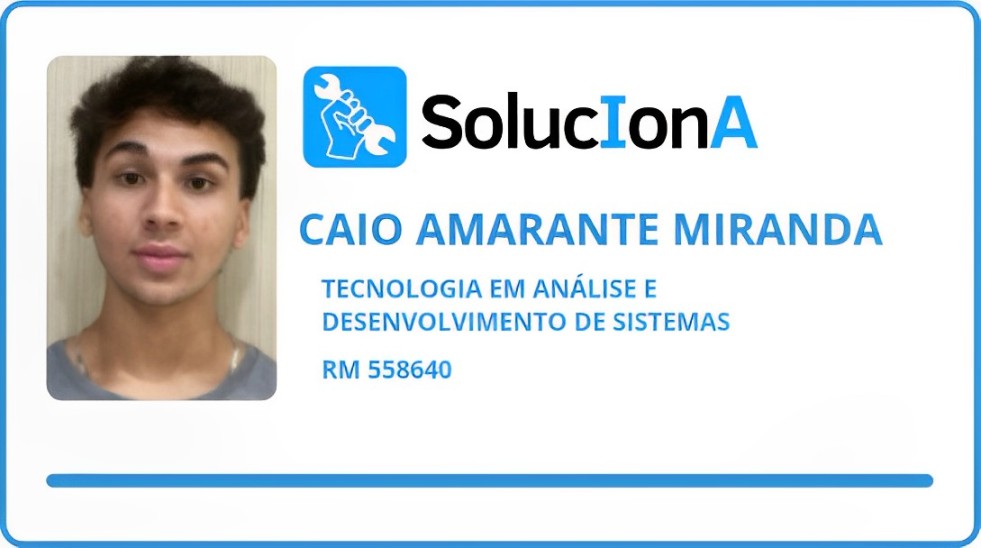 SolucIonA
CAIO AMARANTE MIRANDA
TECNOLOGIA EM ANÁLISE E
DESENVOLVIMENTO DE SISTEMAS
RM 558640